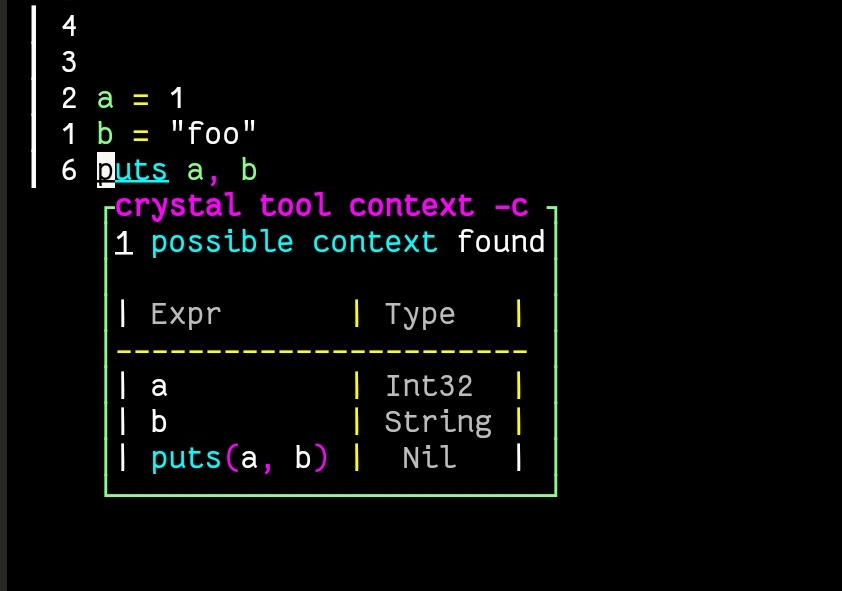 4
3
2 a = 1
1 b = "foo"
6 puts a, b
crystal tool context -c
1 possible context found
| Expr | Type |
-----------------------
| a | Int32 |
| b | String |
| puts(a, b) | Nil |